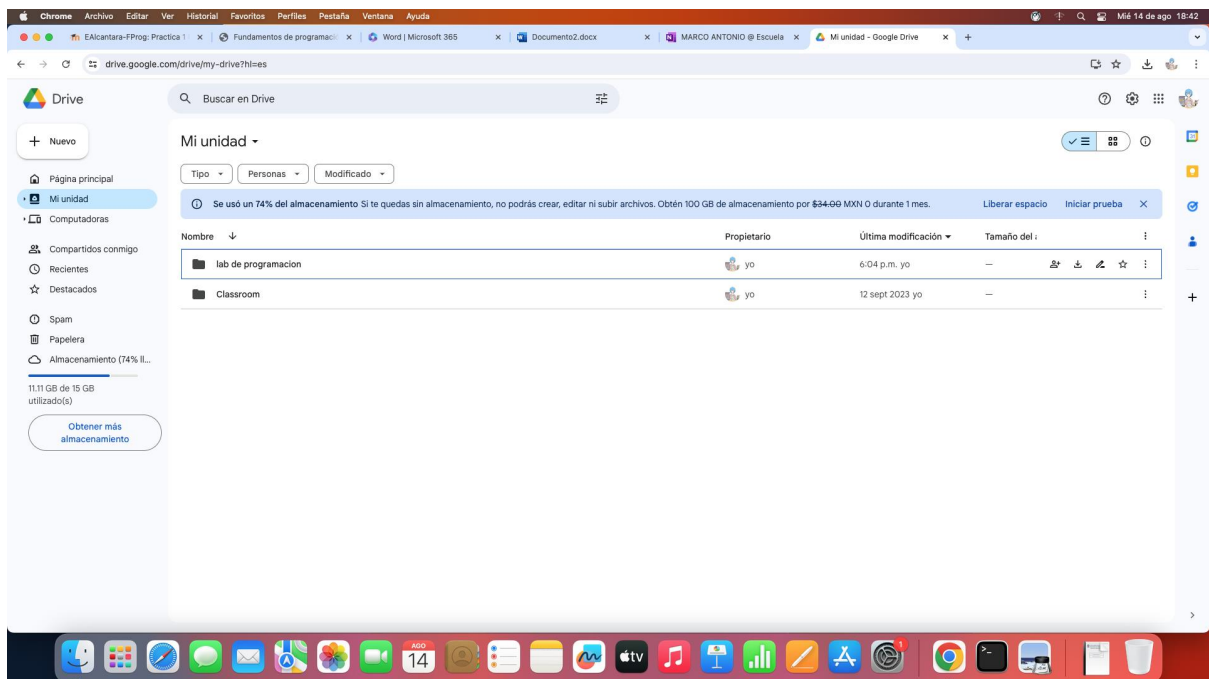 Chrome Archivo Editar Ver Historial Favoritos Perfiles Pestaña Ventana Ayuda Mié 14 de ago 18:42
EAlcantara-FProg: Practica 1 Fundamentos de programaci Word | Microsoft 365 Documento2.docx MARCO ANTONIO @ Escuela Mi unidad - Google Drive
drive.google.com/drive/my-drive?hl=es
Drive Buscar en Drive
Nuevo
Mi unidad
Tipo Personas Modificado
Se usó un 74% del almacenamiento Si te quedas sin almacenamiento, no podrás crear, editar ni subir archivos. Obtén 100 GB de almacenamiento por $34.00 MXN 0 durante 1 mes. Liberar espacio Iniciar prueba
Nombre Propietario Última modificación Tamaño del
lab de programacion yo 6:04 p.m. yo —
Classroom yo 12 sept 2023 yo —
Página principal
Mi unidad
Computadoras
Compartidos conmigo
Recientes
Destacados
Spam
Papelera
Almacenamiento (74% ll...
11.11 GB de 15 GB
utilizado(s)
Obtener más
almacenamiento
AGO
14
tv